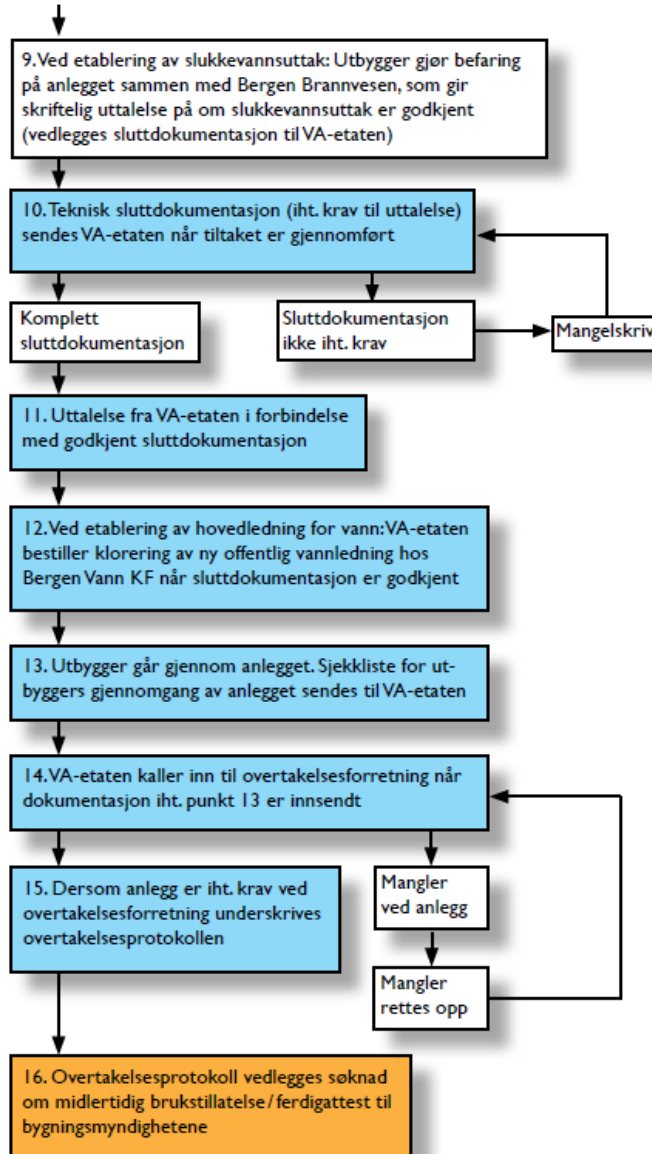 9. Ved etablering av slukkevannsuttak: Utbygger gjør befaring
på anlegget sammen med Bergen Brannvesen, som gir
skriftelig uttalelse på om slukkevannsuttak er godkjent
(vedlegges sluttdokumentasjon til VA-etaten)
10. Teknisk sluttdokumentasjon (iht. krav til uttalelse)
sendes VA-etaten når tiltaket er gjennomført
Komplett
sluttdokumentasjon
Sluttdokumentasjon
ikke iht. krav
Mangelskriv
11. Uttalelse fra VA-etaten i forbindelse
med godkjent sluttdokumentasjon
12. Ved etablering av hovedledning for vann: VA-etaten
bestiller klorering av ny offentlig vannledning hos
Bergen Vann KF når sluttdokumentasjon er godkjent
13. Utbygger går gjennom anlegget. Sjekkliste for ut-
byggers gjennomgang av anlegget sendes til VA-etaten
14. VA-etaten kaller inn til overtakelsesforretning når
dokumentasjon iht. punkt 13 er innsendt
15. Dersom anlegg er iht. krav ved
overtakelsesforretning underskrives
overtakelsesprotokollen
Mangler
ved anlegg
Mangler
rettes opp
16. Overtakelsesprotokoll vedlegges søknad
om midlertidig brukstillatelse/ferdigattest til
bygningsmyndighetene